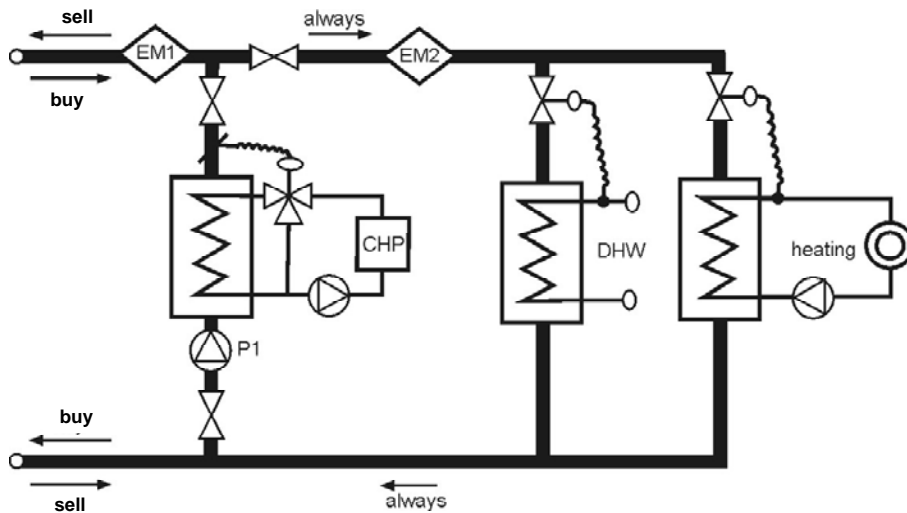 sell
always
EM1
EM2
buy
CHP
DHW
heating
P1
buy
always
sell